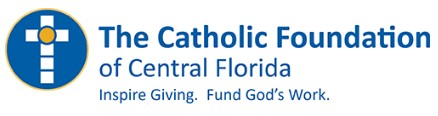 The Catholic Foundation
of Central Florida
Inspire Giving.  Fund God's Work.